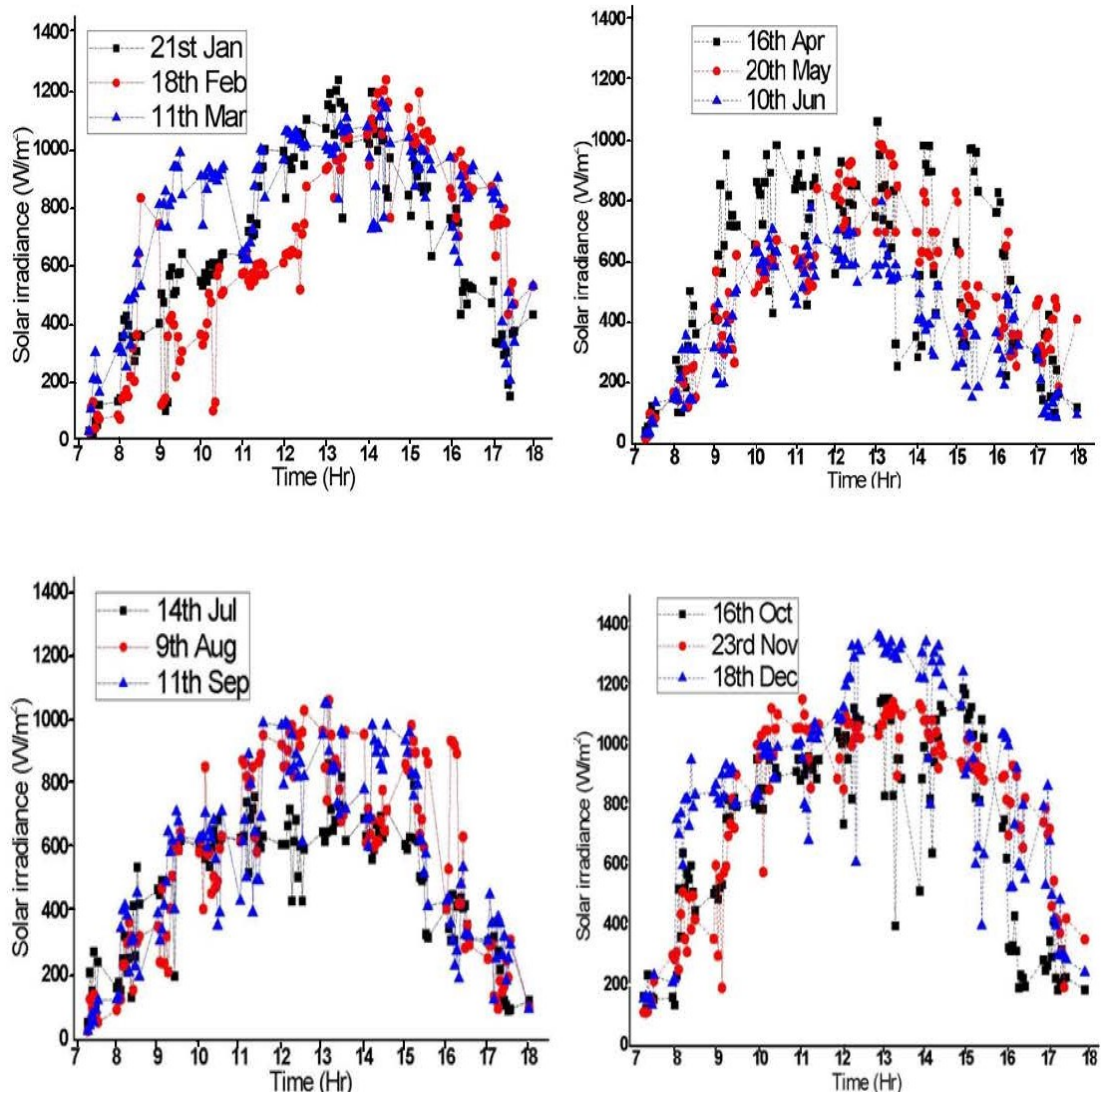 1400
1200
1000
800
600
400
200
0
Solar irradiance (W/m²)
21st Jan
18th Feb
11th Mar
7 8 9 10 11 12 13 14 15 16 17 18
Time (Hr)
1400
1200
1000
800
600
400
200
0
Solar irradiance (W/m²)
16th Apr
20th May
10th Jun
7 8 9 10 11 12 13 14 15 16 17 18
Time (Hr)
1400
1200
1000
800
600
400
200
0
Solar irradiance (W/m²)
14th Jul
9th Aug
11th Sep
7 8 9 10 11 12 13 14 15 16 17 18
Time (Hr)
1400
1200
1000
800
600
400
200
0
Solar irradiance (W/m²)
16th Oct
23rd Nov
18th Dec
7 8 9 10 11 12 13 14 15 16 17 18
Time (Hr)